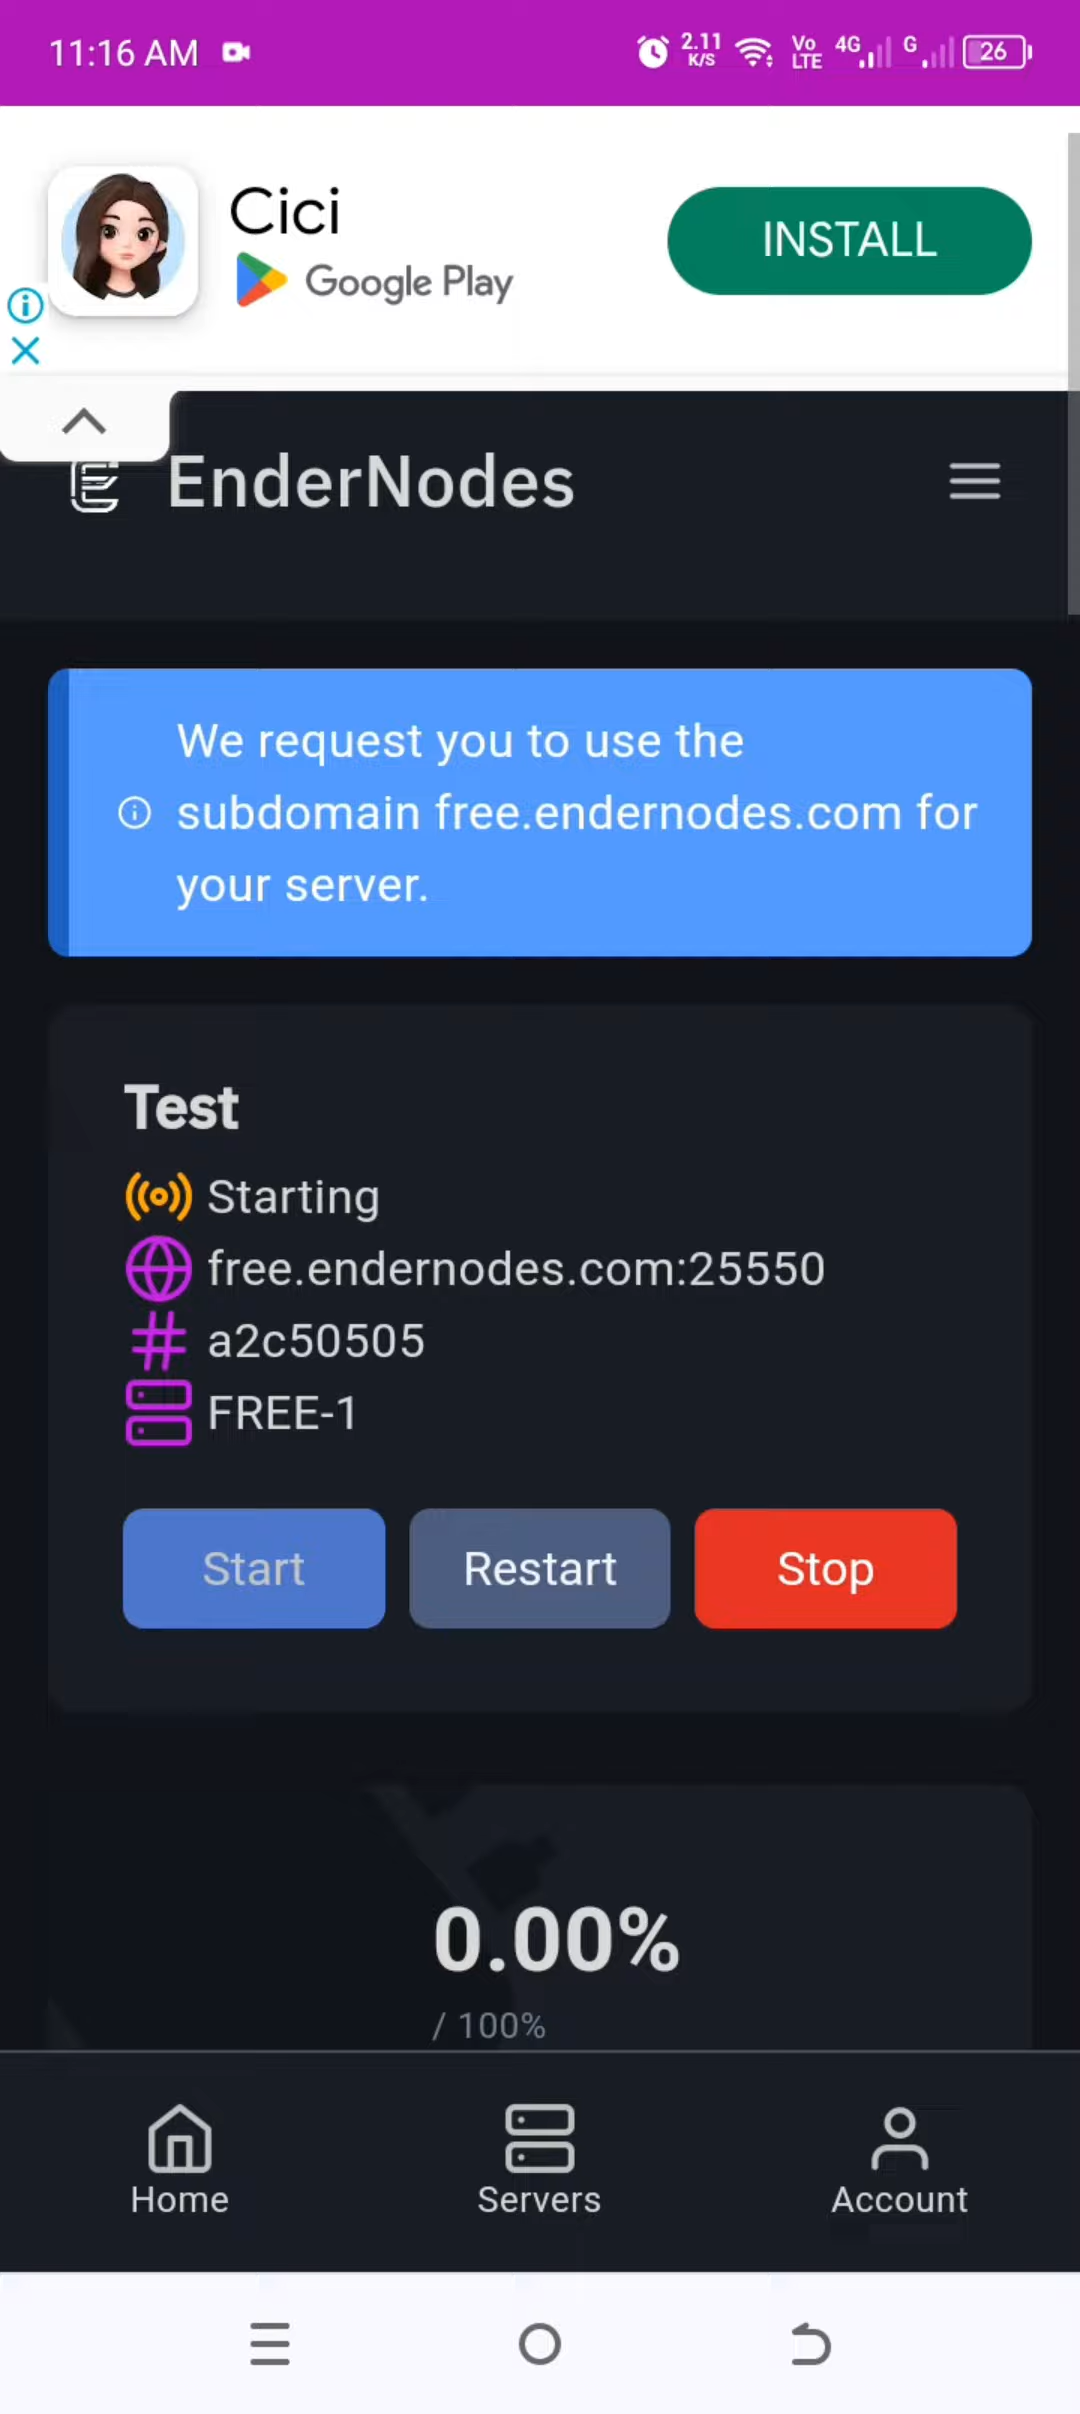 11:16 AM
2.11
K/S
Vo
LTE
4G
G
26
Cici
Google Play
INSTALL
EnderNodes
We request you to use the
subdomain free.endernodes.com for
your server.
Test
Starting
free.endernodes.com:25550
a2c50505
FREE-1
Start
Restart
Stop
0.00%
/ 100%
Home
Servers
Account